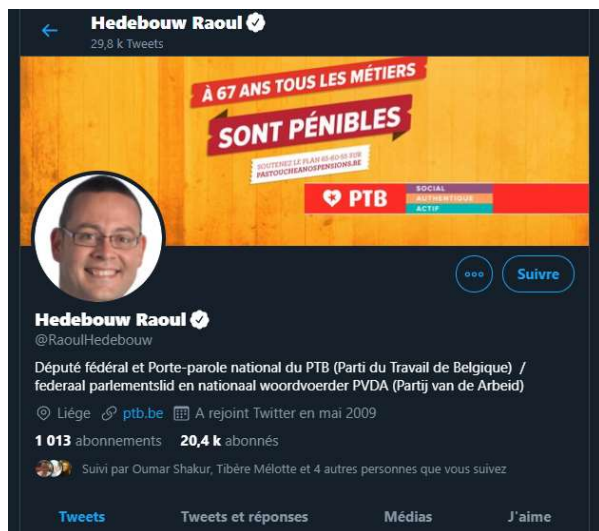 Hedebouw Raoul
29,8 k Tweets
À 67 ANS TOUS LES MÉTIERS
SONT PÉNIBLES
SOUTENEZ LE PLAN 65-60-55 SUR
PASTOUCHEANOSPENSIONS.BE
PTB
SOCIAL
AUTHENTIQUE
ACTIF
Suivre
Hedebouw Raoul
@RaoulHedebouw
Député fédéral et Porte-parole national du PTB (Parti du Travail de Belgique) /
federaal parlementslid en nationaal woordvoerder PVDA (Partij van de Arbeid)
Liége ptb.be A rejoint Twitter en mai 2009
1 013 abonnements 20,4 k abonnés
Suivi par Oumar Shakur, Tibère Mélotte et 4 autres personnes que vous suivez
Tweets Tweets et réponses Médias J'aime